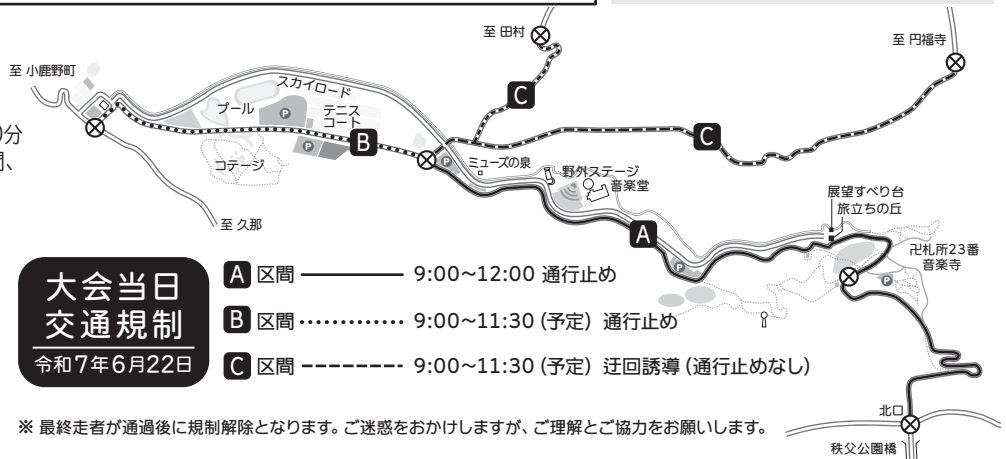 至 田村
至 円福寺
至 小鹿野町
スカイロード
プール
P
テニス
コート
C
C
分
間、
B
P
P
ミューズの泉
野外ステージ
音楽堂
コテージ
至 久那
A
展望すべり台
旅立ちの丘
卍札所23番
音楽寺
P
P
大会当日
交通規制
令和7年6月22日
A 区間 9:00~12:00 通行止め
B 区間 9:00~11:30 (予定) 通行止め
C 区間 9:00~11:30 (予定) 迂回誘導 (通行止めなし)
※ 最終走者が通過後に規制解除となります。ご迷惑をおかけしますが、ご理解とご協力をお願いします。
北口
秩父公園橋